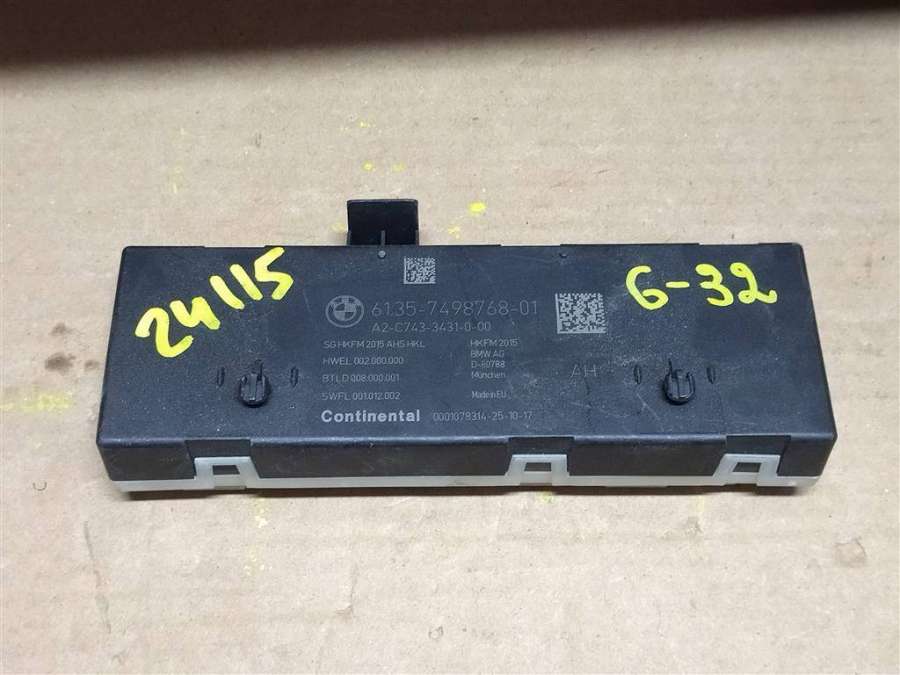 24115
6-32
6135-7498768-01
A2-C743-3431-0-00
SG HKFM 2015 AHS HKL
HWEL 002.000.000
BTLD 008.000.001
SWFL 001.012.002
Continental
HKFM 2015
BMW AG
D-80788
München
Made in EU
0001078314-25-10-17
AH